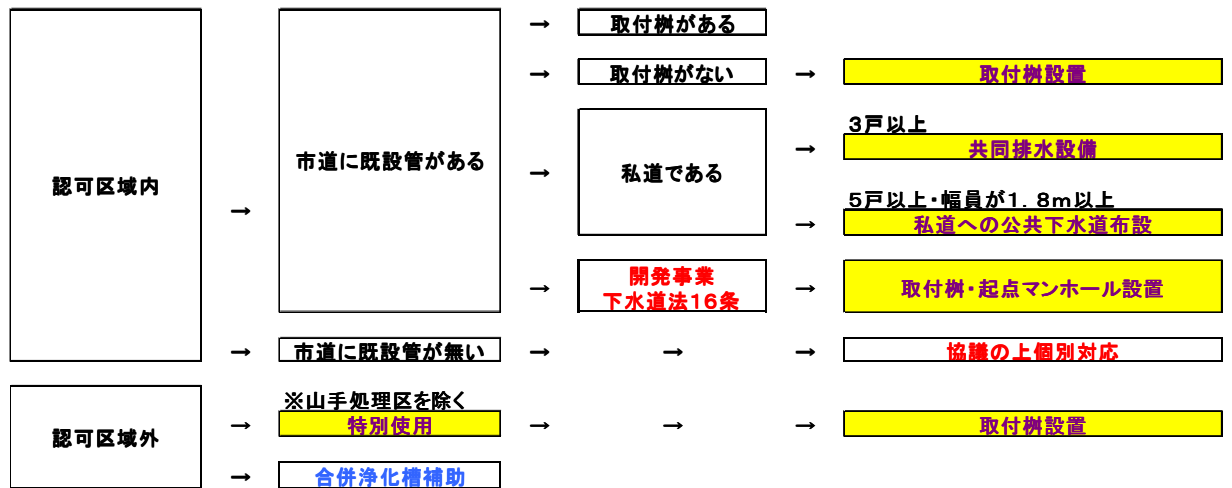 → 取付桝がある
→ 取付桝がない → 取付桝設置
3戸以上
市道に既設管がある → 私道である → 共同排水設備
認可区域内 →
5戸以上・幅員が1．8m以上
→ 私道への公共下水道布設
→ 開発事業
下水道法16条 → 取付桝・起点マンホール設置
→ 市道に既設管が無い → → → 協議の上個別対応
※山手処理区を除く
認可区域外 → 特別使用 → → → 取付桝設置
→ 合併浄化槽補助